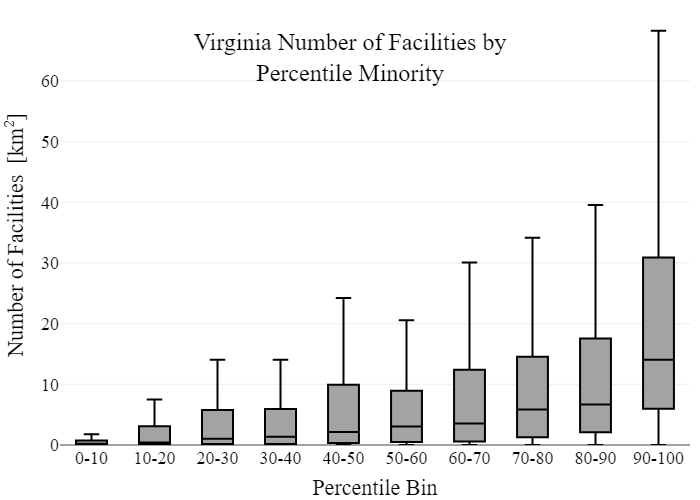 Virginia Number of Facilities by
Percentile Minority
Number of Facilities [km²]
60
50
40
30
20
10
0
0-10 10-20 20-30 30-40 40-50 50-60 60-70 70-80 80-90 90-100
Percentile Bin